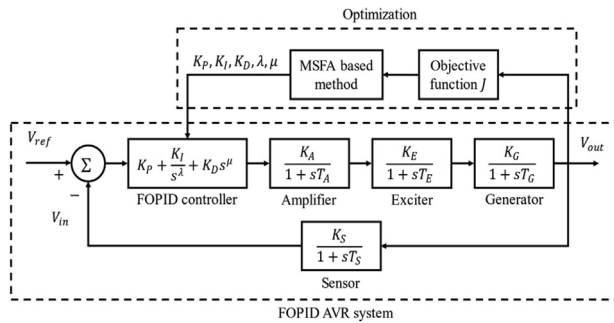 Optimization
K_P, K_I, K_D, λ, μ
MSFA based
method
Objective
function J
V_ref
+
Σ
−
V_in
K_P + K_I/s^λ + K_D s^μ
FOPID controller
K_A
1 + sT_A
Amplifier
K_E
1 + sT_E
Exciter
K_G
1 + sT_G
Generator
V_out
K_S
1 + sT_S
Sensor
FOPID AVR system